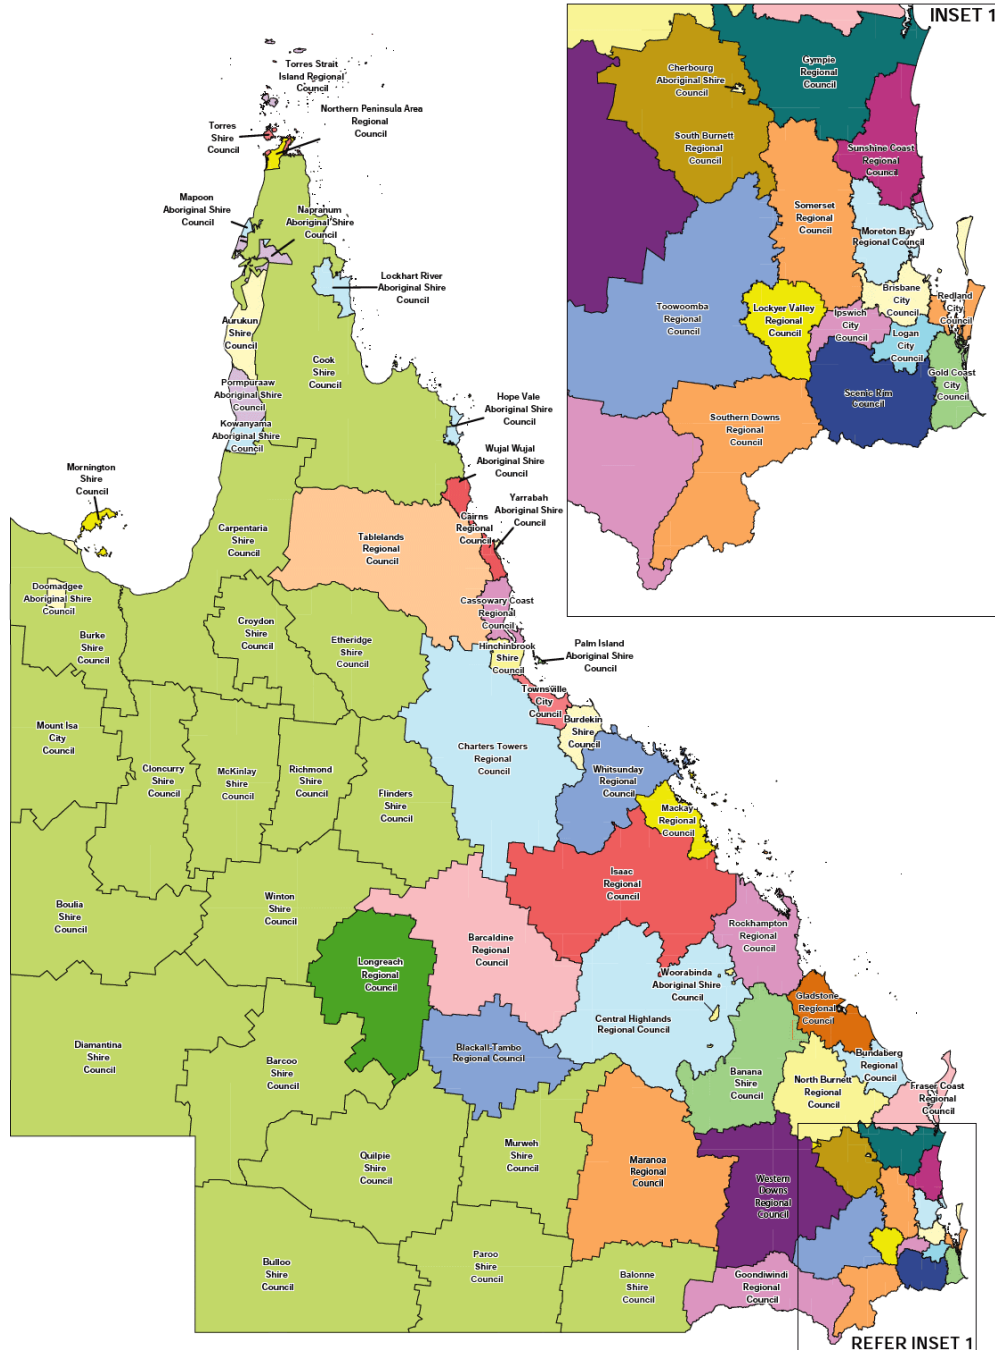 INSET 1
Torres Strait
Island Regional
Council
Northern Peninsula Area
Regional
Council
Torres
Shire
Council
Mapoon
Aboriginal Shire
Council
Napranum
Aboriginal Shire
Council
Lockhart River
Aboriginal Shire
Council
Aurukun
Shire
Council
Cook
Shire
Council
Pormpuraaw
Aboriginal Shire
Council
Kowanyama
Aboriginal Shire
Council
Hope Vale
Aboriginal Shire
Council
Wujal Wujal
Aboriginal Shire
Council
Yarrabah
Aboriginal Shire
Council
Mornington
Shire
Council
Carpentaria
Shire
Council
Tablelands
Regional
Council
Cairns
Regional
Council
Cassowary Coast
Regional
Council
Doomadgee
Aboriginal Shire
Council
Burke
Shire
Council
Croydon
Shire
Council
Etheridge
Shire
Council
Hinchinbrook
Shire
Council
Palm Island
Aboriginal Shire
Council
Townsville
City
Council
Burdekin
Shire
Council
Mount Isa
City
Council
Cloncurry
Shire
Council
McKinlay
Shire
Council
Richmond
Shire
Council
Flinders
Shire
Council
Charters Towers
Regional
Council
Whitsunday
Regional
Council
Mackay
Regional
Council
Isaac
Regional
Council
Boulia
Shire
Council
Winton
Shire
Council
Barcaldine
Regional
Council
Longreach
Regional
Council
Rockhampton
Regional
Council
Woorabinda
Aboriginal Shire
Council
Central Highlands
Regional Council
Gladstone
Regional
Council
Diamantina
Shire
Council
Barcoo
Shire
Council
Blackall-Tambo
Regional Council
Banana
Shire
Council
North Burnett
Regional
Council
Bundaberg
Regional
Council
Fraser Coast
Regional
Council
Quilpie
Shire
Council
Murweh
Shire
Council
Maranoa
Regional
Council
Western
Downs
Regional
Council
Bulloo
Shire
Council
Paroo
Shire
Council
Balonne
Shire
Council
Goondiwindi
Regional
Council
REFER INSET 1
Cherbourg
Aboriginal Shire
Council
Gympie
Regional
Council
South Burnett
Regional
Council
Sunshine Coast
Regional
Council
Somerset
Regional
Council
Moreton Bay
Regional Council
Toowoomba
Regional
Council
Lockyer Valley
Regional
Council
Brisbane
City
Council
Redland
City
Council
Ipswich
City
Council
Logan
City
Council
Scenic Rim
Council
Gold Coast
City
Council
Southern Downs
Regional
Council